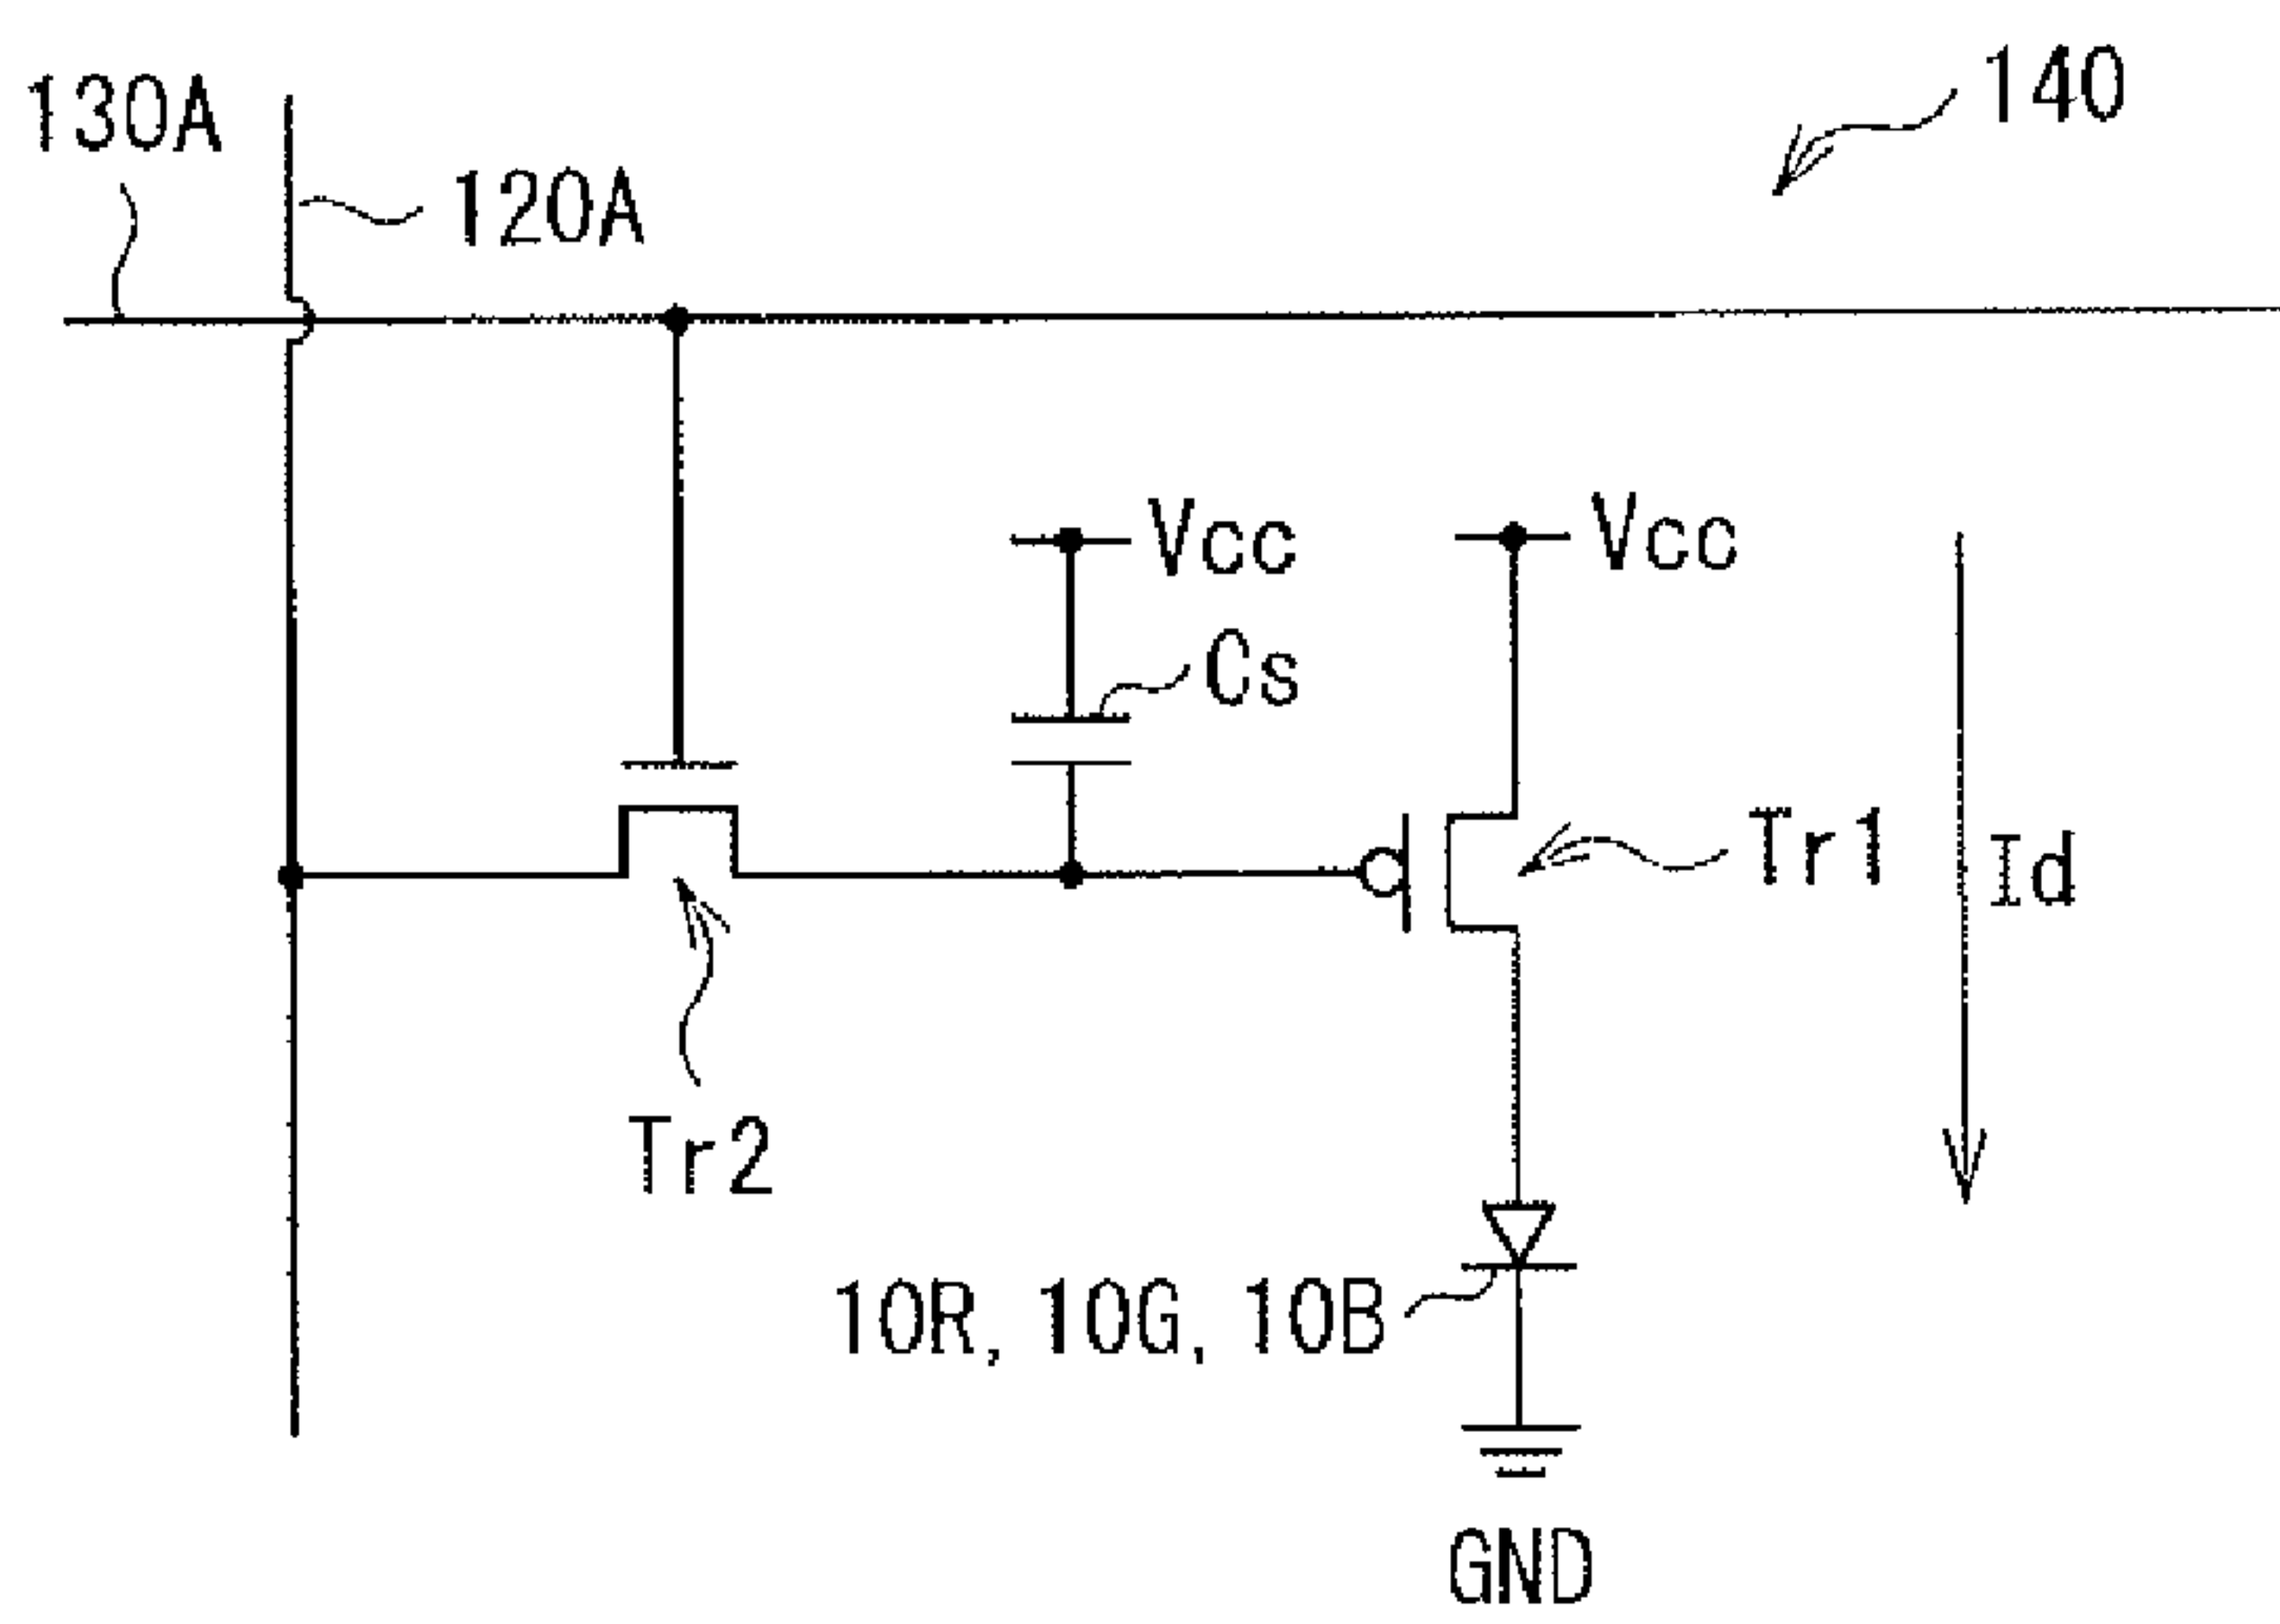 140
130A
120A
Vcc
Vcc
Cs
Tr1
Id
Tr2
10R, 10G, 10B
GND